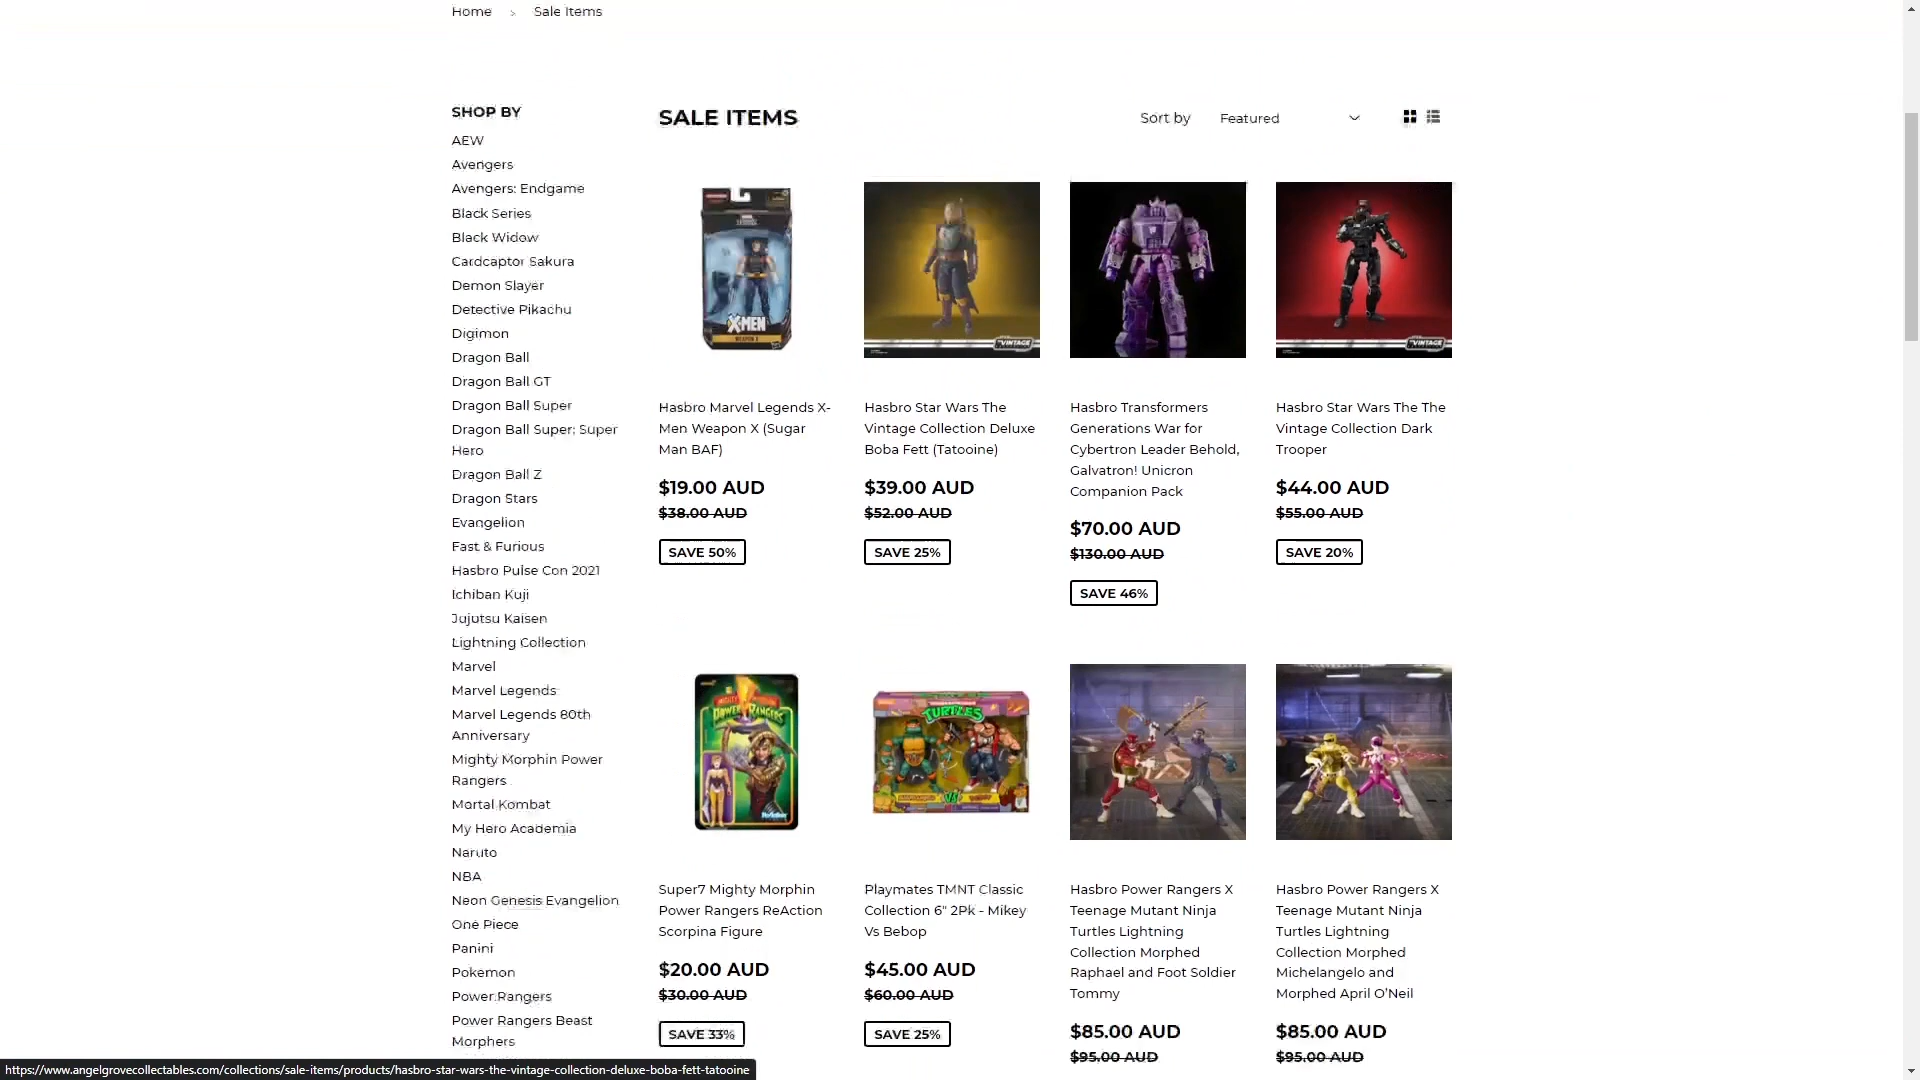 Home > Sale Items
SHOP BY
AEW
Avengers
Avengers: Endgame
Black Series
Black Widow
Cardcaptor Sakura
Demon Slayer
Detective Pikachu
Digimon
Dragon Ball
Dragon Ball GT
Dragon Ball Super
Dragon Ball Super: Super
Hero
Dragon Ball Z
Dragon Stars
Evangelion
Fast & Furious
Hasbro Pulse Con 2021
Ichiban Kuji
Jujutsu Kaisen
Lightning Collection
Marvel
Marvel Legends
Marvel Legends 80th
Anniversary
Mighty Morphin Power
Rangers
Mortal Kombat
My Hero Academia
Naruto
NBA
Neon Genesis Evangelion
One Piece
Panini
Pokemon
Power Rangers
Power Rangers Beast
Morphers
SALE ITEMS
Sort by Featured
X-MEN
WEAPON X
Hasbro Marvel Legends X-
Men Weapon X (Sugar
Man BAF)
$19.00 AUD
$38.00 AUD
SAVE 50%
VINTAGE
Hasbro Star Wars The
Vintage Collection Deluxe
Boba Fett (Tatooine)
$39.00 AUD
$52.00 AUD
SAVE 25%
Hasbro Transformers
Generations War for
Cybertron Leader Behold,
Galvatron! Unicron
Companion Pack
$70.00 AUD
$130.00 AUD
SAVE 46%
VINTAGE
Hasbro Star Wars The The
Vintage Collection Dark
Trooper
$44.00 AUD
$55.00 AUD
SAVE 20%
MIGHTY MORPHIN
POWER RANGERS
ReAction
Super7 Mighty Morphin
Power Rangers ReAction
Scorpina Figure
$20.00 AUD
$30.00 AUD
SAVE 33%
TURTLES
VS
Playmates TMNT Classic
Collection 6" 2Pk - Mikey
Vs Bebop
$45.00 AUD
$60.00 AUD
SAVE 25%
Hasbro Power Rangers X
Teenage Mutant Ninja
Turtles Lightning
Collection Morphed
Raphael and Foot Soldier
Tommy
$85.00 AUD
$95.00 AUD
Hasbro Power Rangers X
Teenage Mutant Ninja
Turtles Lightning
Collection Morphed
Michelangelo and
Morphed April O'Neil
$85.00 AUD
$95.00 AUD
https://www.angelgrovecollectables.com/collections/sale-items/products/hasbro-star-wars-the-vintage-collection-deluxe-boba-fett-tatooine